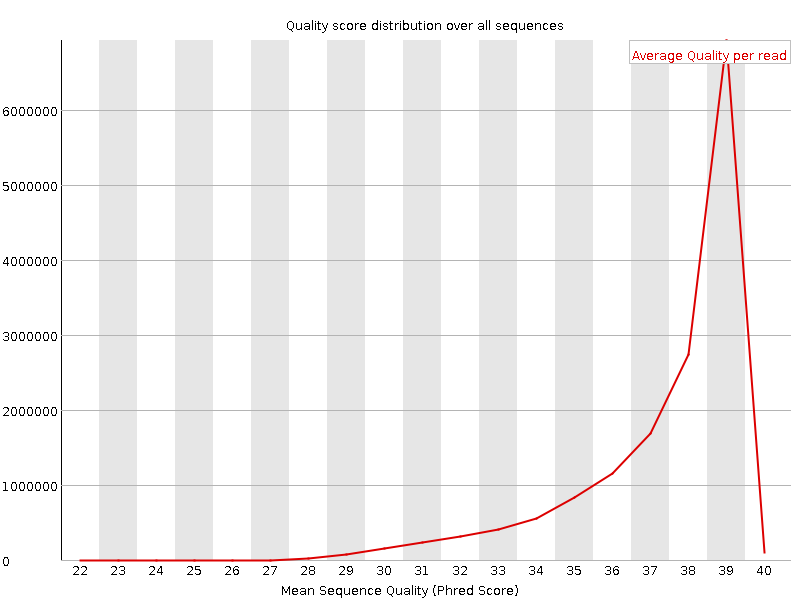 Quality score distribution over all sequences
Average Quality per read
6000000
5000000
4000000
3000000
2000000
1000000
0
22 23 24 25 26 27 28 29 30 31 32 33 34 35 36 37 38 39 40
Mean Sequence Quality (Phred Score)